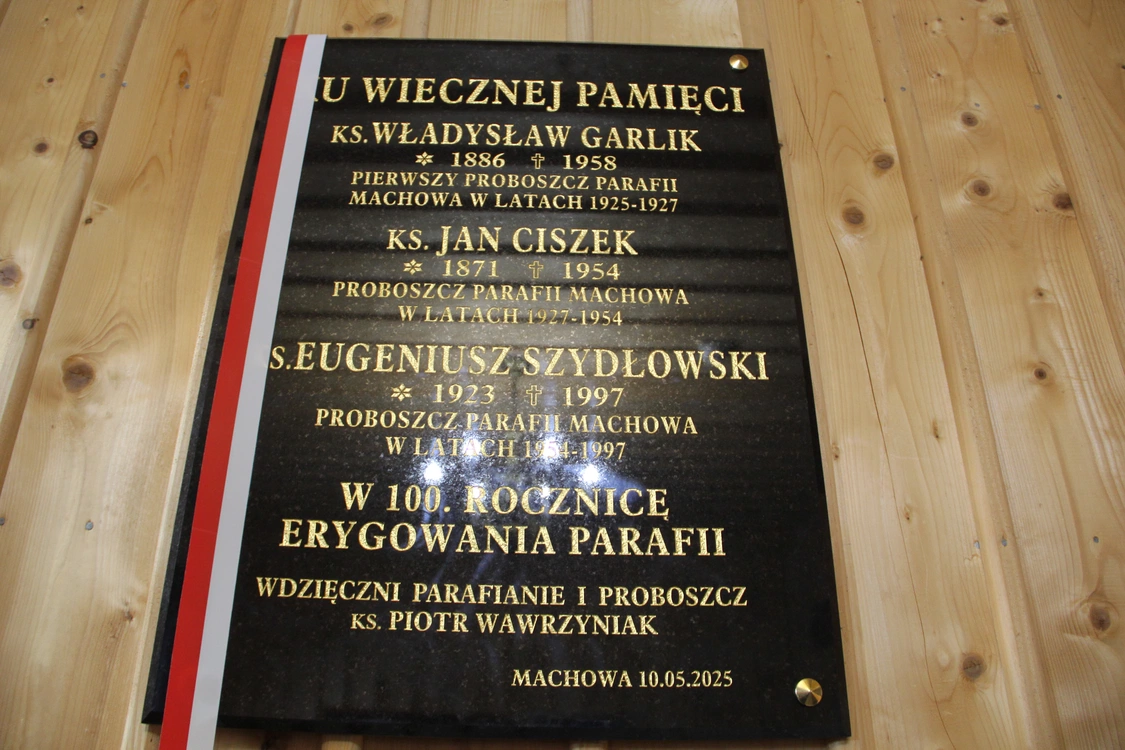 KU WIECZNEJ PAMIĘCI
KS. WŁADYSŁAW GARLIK
✲ 1886 ✝ 1958
PIERWSZY PROBOSZCZ PARAFII
MACHOWA W LATACH 1925-1927
KS. JAN CISZEK
✲ 1871 ✝ 1954
PROBOSZCZ PARAFII MACHOWA
W LATACH 1927-1954
S. EUGENIUSZ SZYDŁOWSKI
✲ 1923 ✝ 1997
PROBOSZCZ PARAFII MACHOWA
W LATACH 1954-1997
W 100. ROCZNICĘ
ERYGOWANIA PARAFII
WDZIĘCZNI PARAFIANIE I PROBOSZCZ
KS. PIOTR WAWRZYNIAK
MACHOWA 10.05.2025